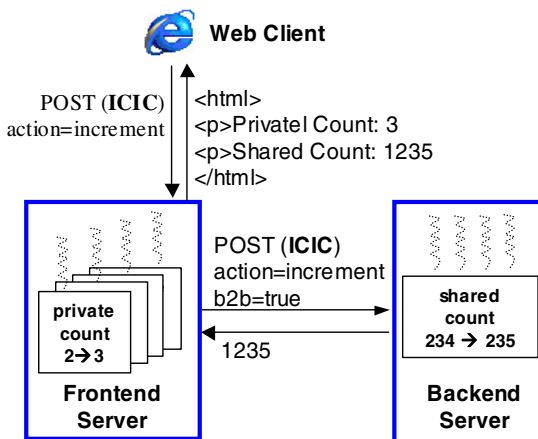 Web Client
POST (ICIC)
action=increment
<html>
<p>Privatel Count: 3
<p>Shared Count: 1235
</html>
private
count
2→3
Frontend
Server
POST (ICIC)
action=increment
b2b=true
1235
shared
count
234 → 235
Backend
Server